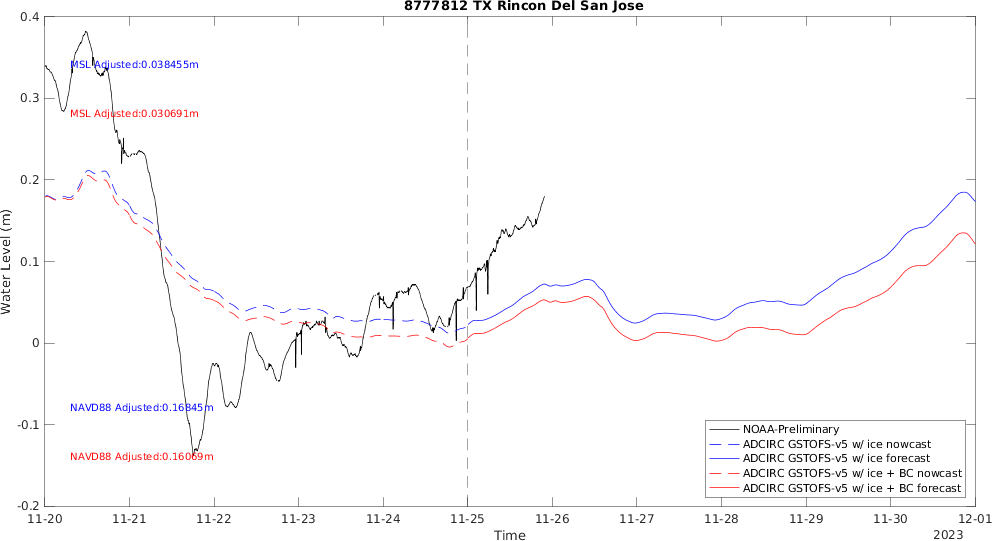 8777812 TX Rincon Del San Jose
0.4
0.3
0.2
0.1
0
-0.1
-0.2
Water Level (m)
MSL Adjusted:0.038455m
MSL Adjusted:0.030691m
NAVD88 Adjusted:0.16845m
NAVD88 Adjusted:0.16069m
NOAA-Preliminary
ADCIRC GSTOFS-v5 w/ ice nowcast
ADCIRC GSTOFS-v5 w/ ice forecast
ADCIRC GSTOFS-v5 w/ ice + BC nowcast
ADCIRC GSTOFS-v5 w/ ice + BC forecast
11-20 11-21 11-22 11-23 11-24 11-25 11-26 11-27 11-28 11-29 11-30 12-01
Time
2023